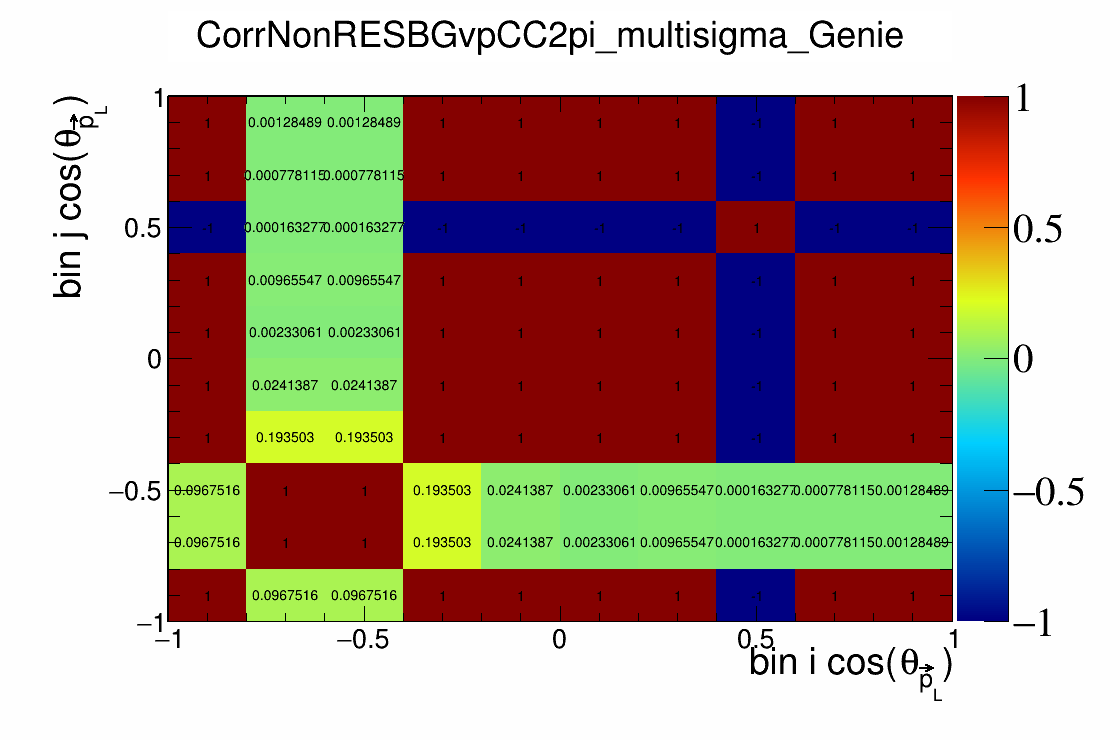 CorrNonRESBGvpCC2pi_multisigma_Genie
bin j cos(θ_p⃗_L)
1 0.00128489 0.00128489 1 1 1 1 -1 1 1
1 0.000778115 0.000778115 1 1 1 1 -1 1 1
-1 0.000163277 0.000163277 -1 -1 -1 -1 1 -1 -1
1 0.00965547 0.00965547 1 1 1 1 -1 1 1
1 0.00233061 0.00233061 1 1 1 1 -1 1 1
1 0.0241387 0.0241387 1 1 1 1 -1 1 1
1 0.193503 0.193503 1 1 1 1 -1 1 1
0.0967516 1 1 0.193503 0.0241387 0.00233061 0.00965547 0.000163277 0.000778115 0.00128489
0.0967516 1 1 0.193503 0.0241387 0.00233061 0.00965547 0.000163277 0.000778115 0.00128489
1 0.0967516 0.0967516 1 1 1 1 -1 1 1
1
0.5
0
−0.5
−1
−1 −0.5 0 0.5 1
bin i cos(θ_p⃗_L)
1
0.5
0
−0.5
−1